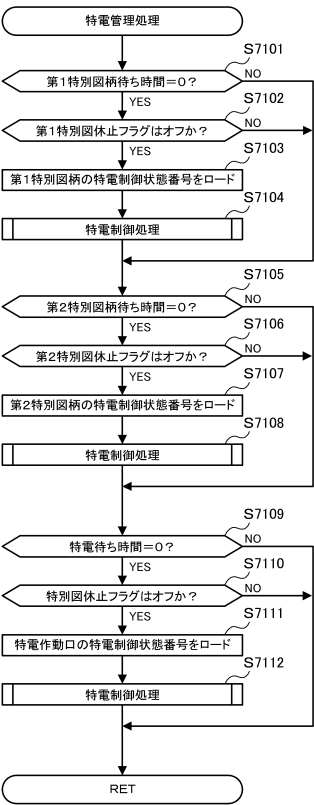 特電管理処理
S7101
第1特別図柄待ち時間=0?
NO
YES
S7102
第1特別図休止フラグはオフか?
NO
YES
S7103
第1特別図柄の特電制御状態番号をロード
S7104
特電制御処理
S7105
第2特別図柄待ち時間=0?
NO
YES
S7106
第2特別図休止フラグはオフか?
NO
YES
S7107
第2特別図柄の特電制御状態番号をロード
S7108
特電制御処理
S7109
特電待ち時間=0?
NO
YES
S7110
特別図休止フラグはオフか?
NO
YES
S7111
特電作動口の特電制御状態番号をロード
S7112
特電制御処理
RET